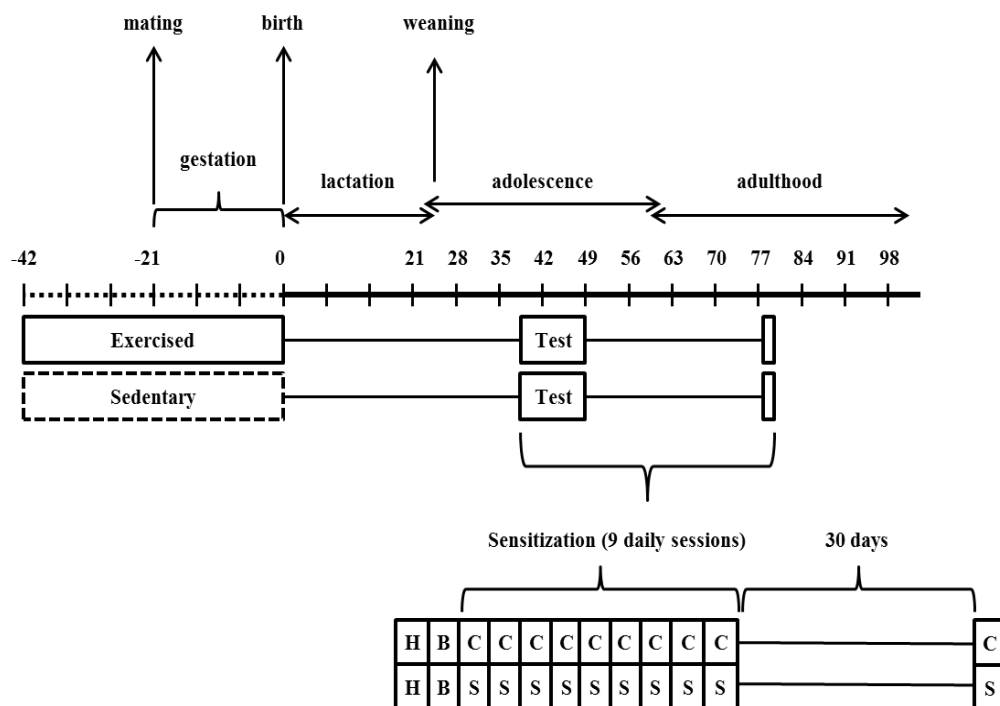 mating birth weaning
gestation
lactation adolescence adulthood
-42 -21 0 21 28 35 42 49 56 63 70 77 84 91 98
Exercised Test
Sedentary Test
Sensitization (9 daily sessions) 30 days
H B C C C C C C C C C C
H B S S S S S S S S S S